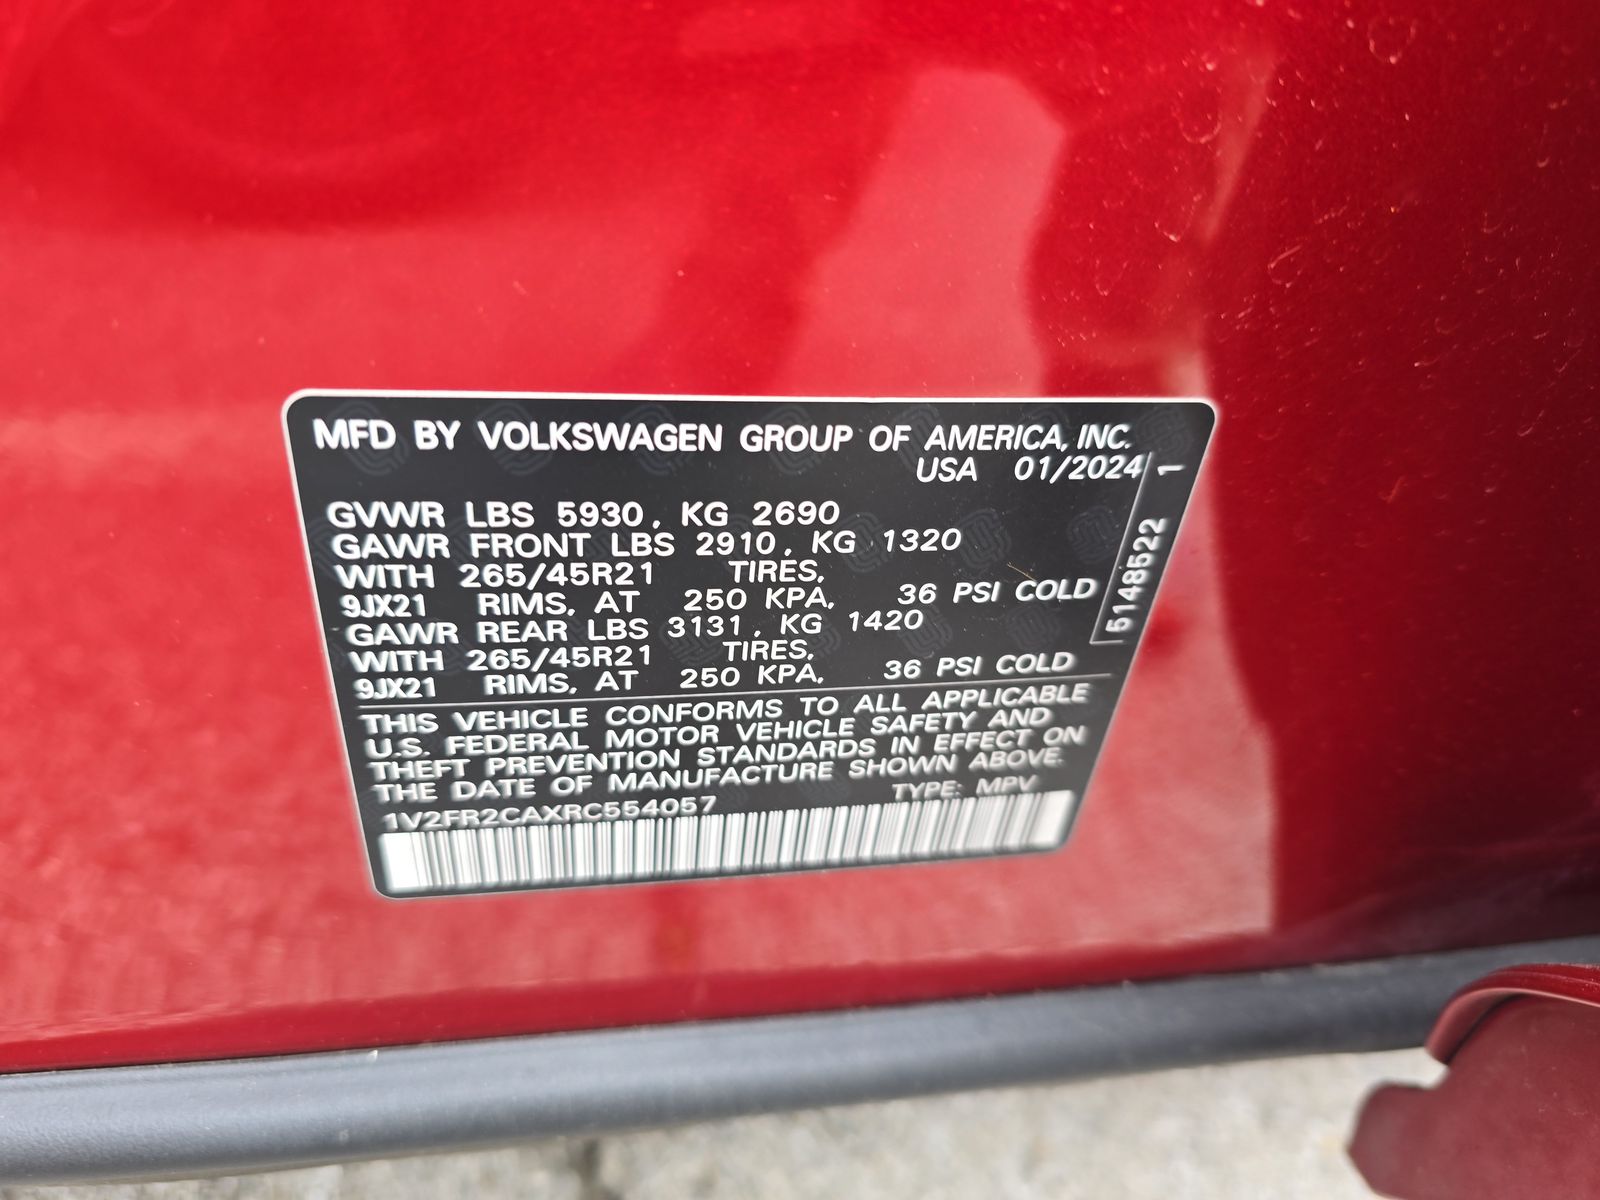 MFD BY VOLKSWAGEN GROUP OF AMERICA, INC.
USA 01/2024
GVWR LBS 5930, KG 2690
GAWR FRONT LBS 2910, KG 1320
WITH 265/45R21 TIRES,
9JX21 RIMS, AT 250 KPA, 36 PSI COLD
GAWR REAR LBS 3131, KG 1420
WITH 265/45R21 TIRES,
9JX21 RIMS, AT 250 KPA, 36 PSI COLD
THIS VEHICLE CONFORMS TO ALL APPLICABLE
U.S. FEDERAL MOTOR VEHICLE SAFETY AND
THEFT PREVENTION STANDARDS IN EFFECT ON
THE DATE OF MANUFACTURE SHOWN ABOVE.
TYPE: MPV
1V2FR2CAXRC554057
5148522 1